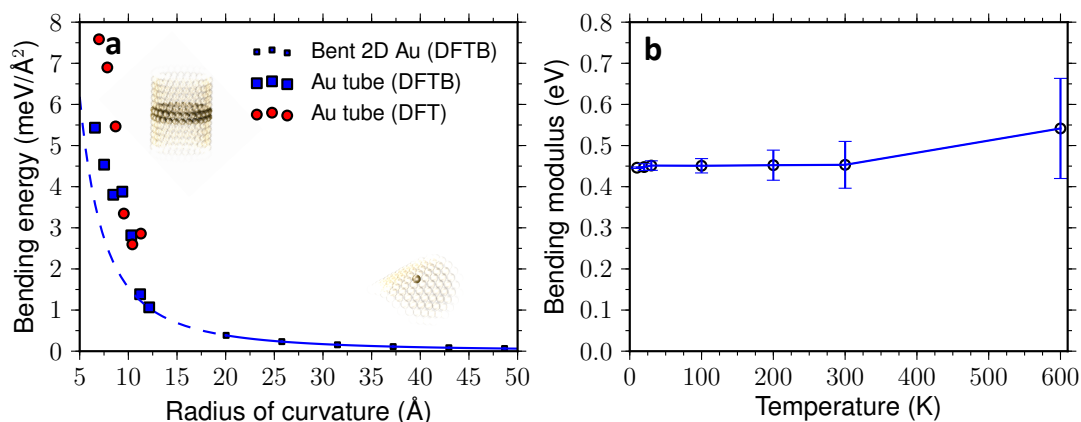 a
Bent 2D Au (DFTB)
Au tube (DFTB)
Au tube (DFT)
Bending energy (meV/Å²)
8
7
6
5
4
3
2
1
0
5 10 15 20 25 30 35 40 45 50
Radius of curvature (Å)
b
Bending modulus (eV)
0.8
0.7
0.6
0.5
0.4
0.3
0.2
0.1
0.0
0 100 200 300 400 500 600
Temperature (K)